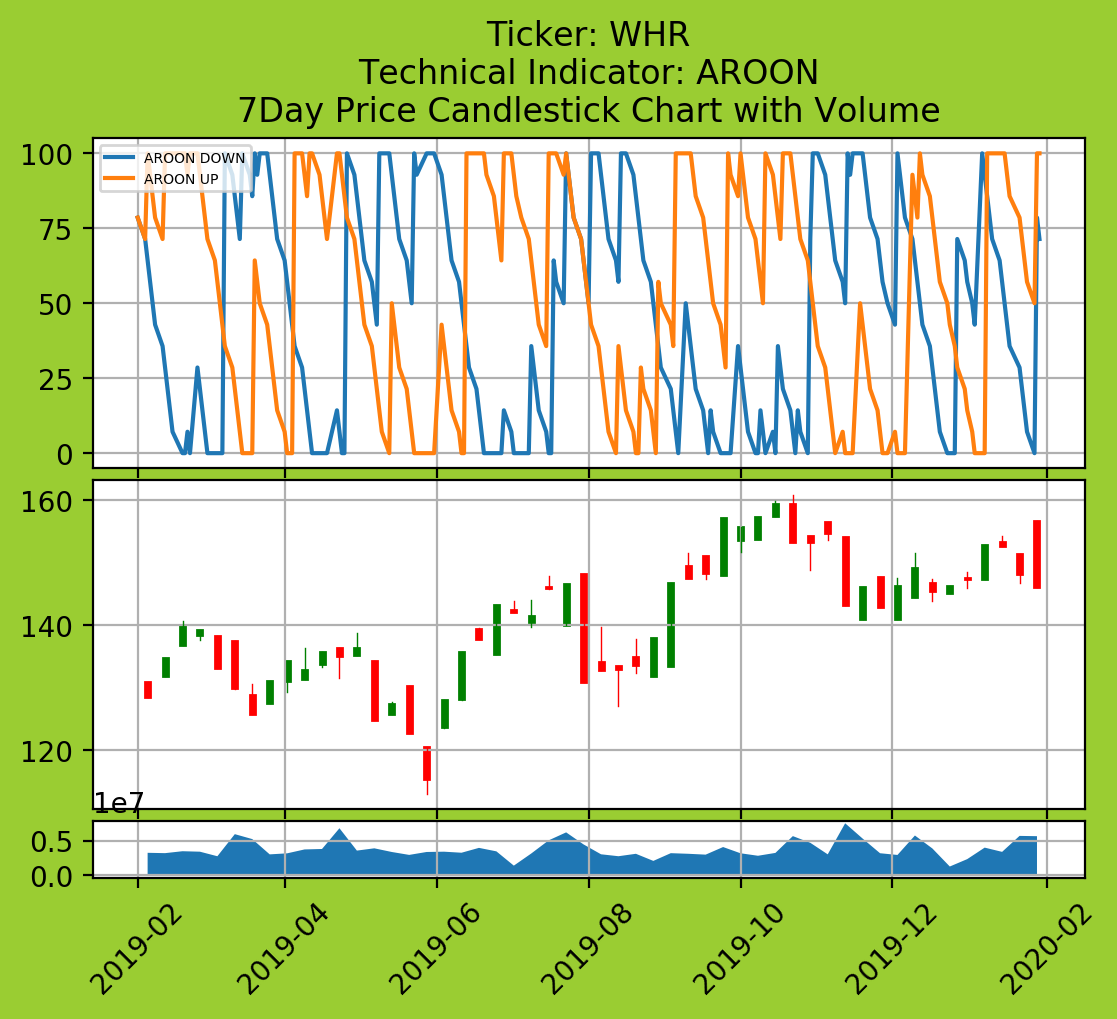 Ticker: WHR
Technical Indicator: AROON
7Day Price Candlestick Chart with Volume
100
75
50
25
0
AROON DOWN
AROON UP
160
140
120
1e7
0.5
0.0
2019-02
2019-04
2019-06
2019-08
2019-10
2019-12
2020-02